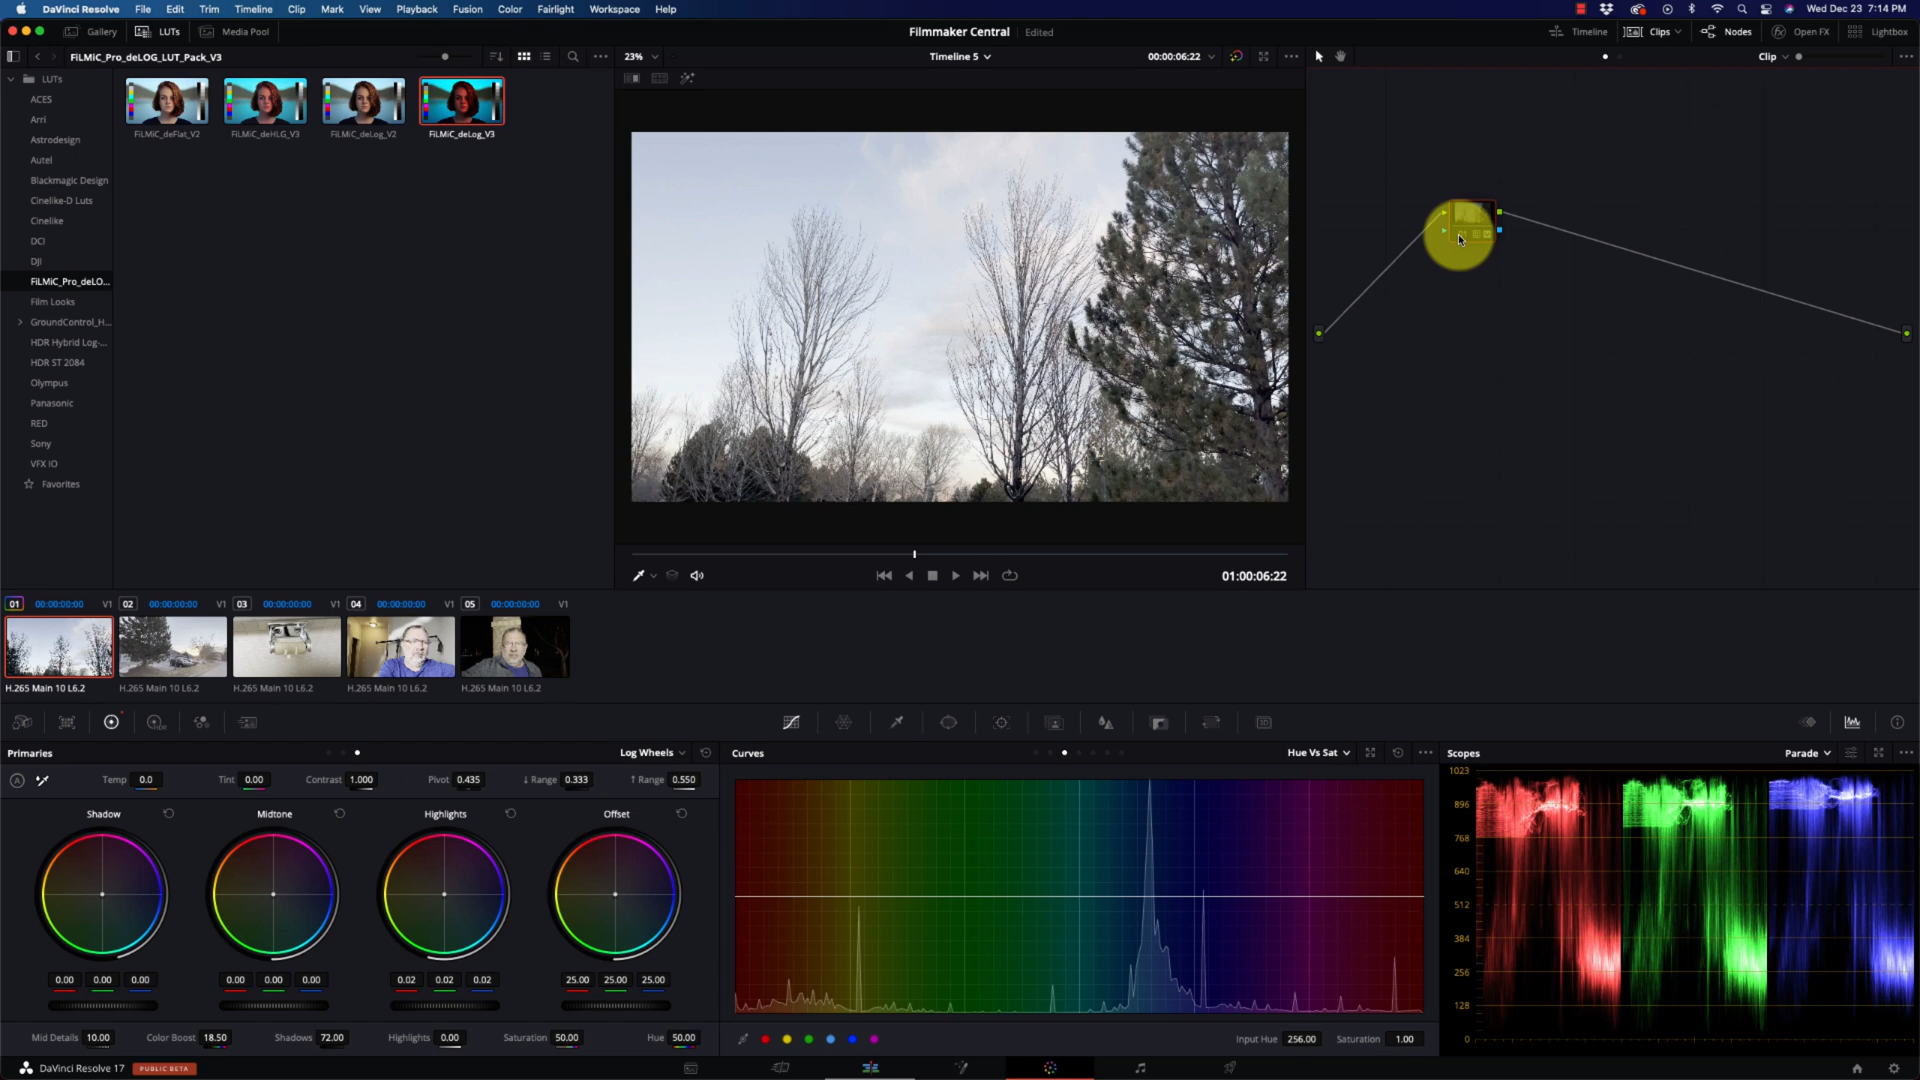 DaVinci Resolve File Edit Trim Timeline Clip Mark View Playback Fusion Color Fairlight Workspace Help
Wed Dec 23 7:14 PM
Gallery LUTs Media Pool
Filmmaker Central Edited
Timeline Clips Nodes Open FX Lightbox
FiLMiC_Pro_deLOG_LUT_Pack_V3
23%
Timeline 5
00:00:06:22
Clip
LUTs
ACES
Arri
Astrodesign
Autel
Blackmagic Design
Cinelike-D Luts
Cinelike
DCI
DJI
FiLMiC_Pro_deLO...
Film Looks
GroundControl_H...
HDR Hybrid Log-...
HDR ST 2084
Olympus
Panasonic
RED
Sony
VFX IO
Favorites
FiLMiC_deFlat_V2 FiLMiC_deHLG_V3 FiLMiC_deLog_V2 FiLMiC_deLog_V3
01:00:06:22
01 00:00:00:00 V1 02 00:00:00:00 V1 03 00:00:00:00 V1 04 00:00:00:00 V1 05 00:00:00:00 V1
H.265 Main 10 L6.2 H.265 Main 10 L6.2 H.265 Main 10 L6.2 H.265 Main 10 L6.2 H.265 Main 10 L6.2
Primaries Log Wheels
Temp 0.0 Tint 0.00 Contrast 1.000 Pivot 0.435 ↓ Range 0.333 ↑ Range 0.550
Shadow Midtone Highlights Offset
0.00 0.00 0.00 0.00 0.00 0.00 0.02 0.02 0.02 25.00 25.00 25.00
Mid Details 10.00 Color Boost 18.50 Shadows 72.00 Highlights 0.00 Saturation 50.00 Hue 50.00
Curves Hue Vs Sat
Input Hue 256.00 Saturation 1.00
Scopes Parade
1023
896
768
640
512
384
256
128
0
DaVinci Resolve 17 PUBLIC BETA